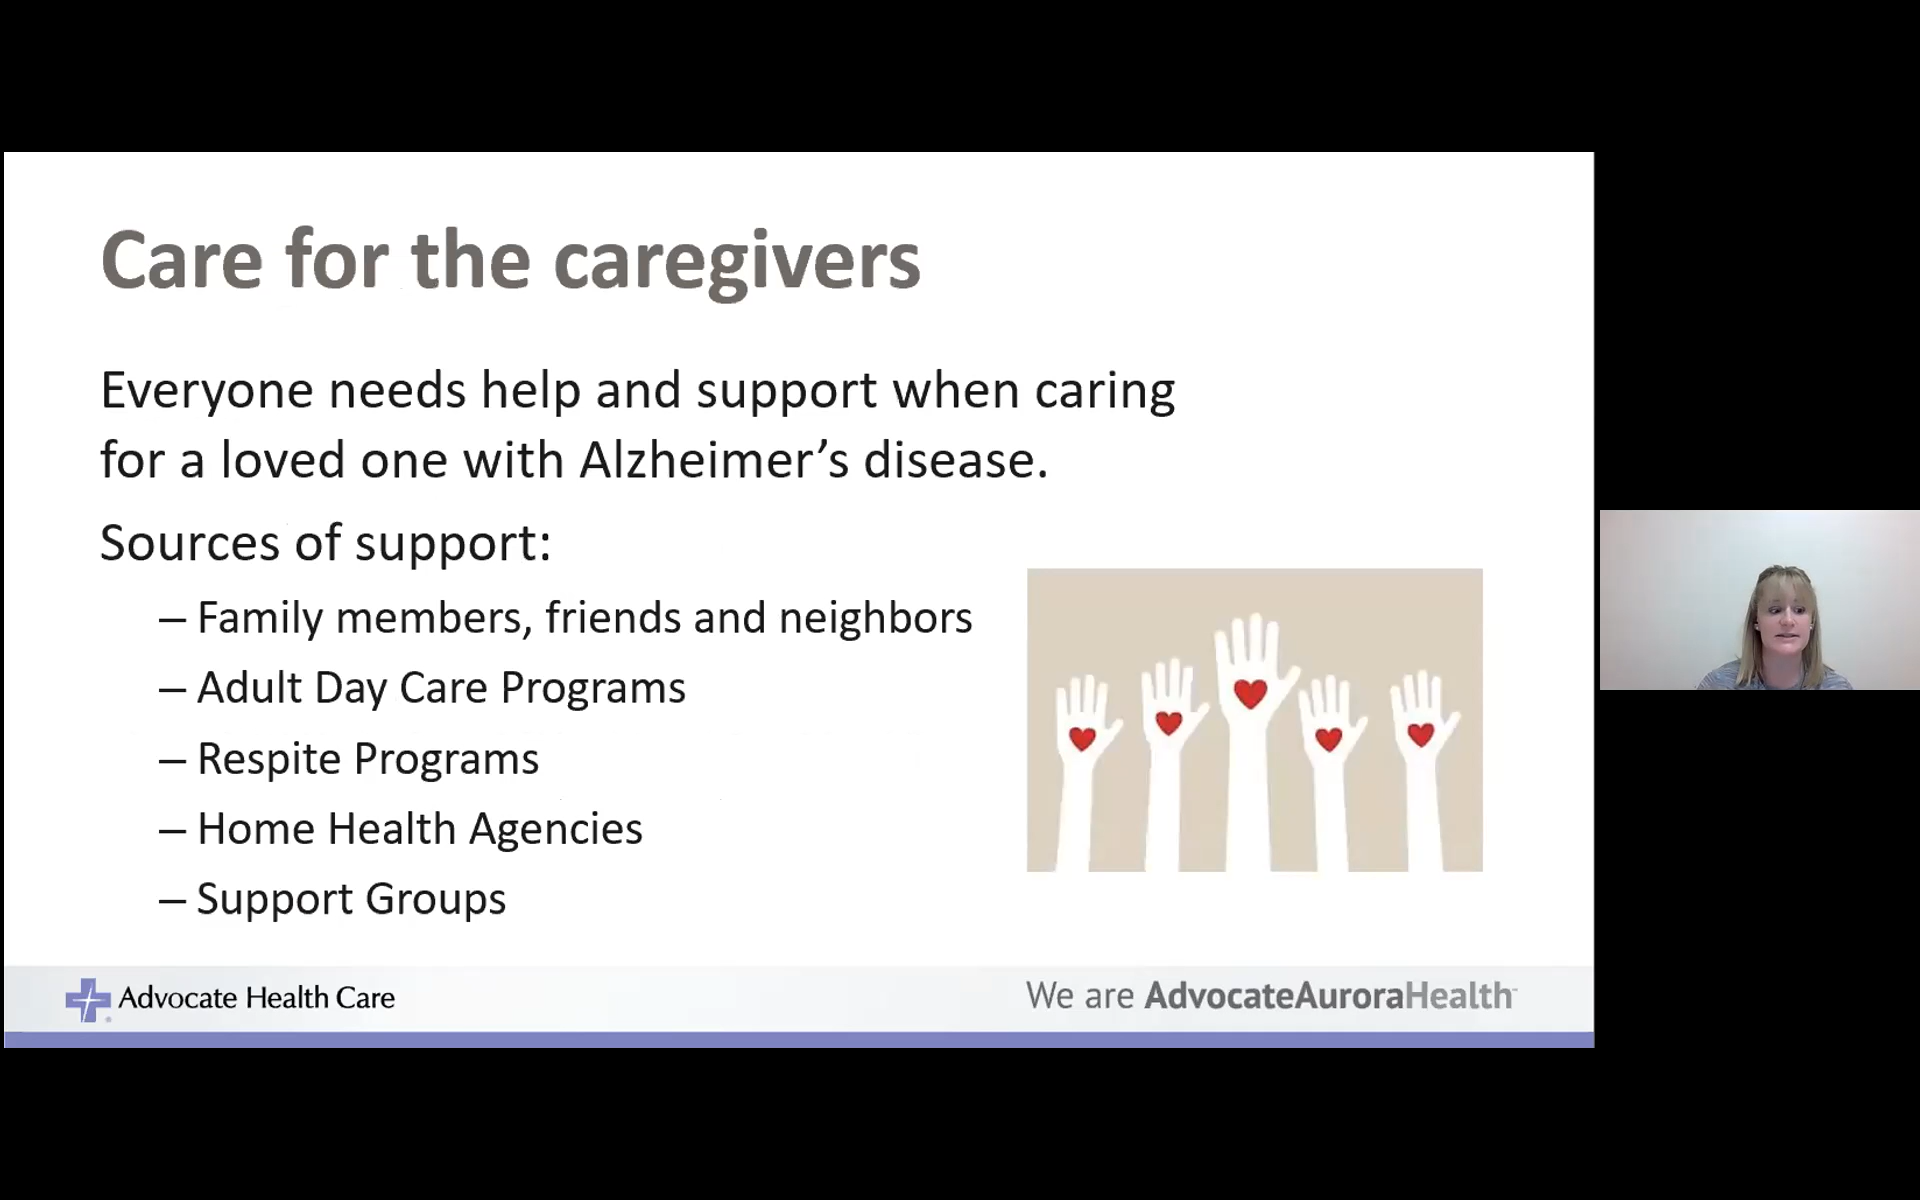 Care for the caregivers
Everyone needs help and support when caring
for a loved one with Alzheimer’s disease.
Sources of support:
– Family members, friends and neighbors
– Adult Day Care Programs
– Respite Programs
– Home Health Agencies
– Support Groups
Advocate Health Care
We are AdvocateAuroraHealth